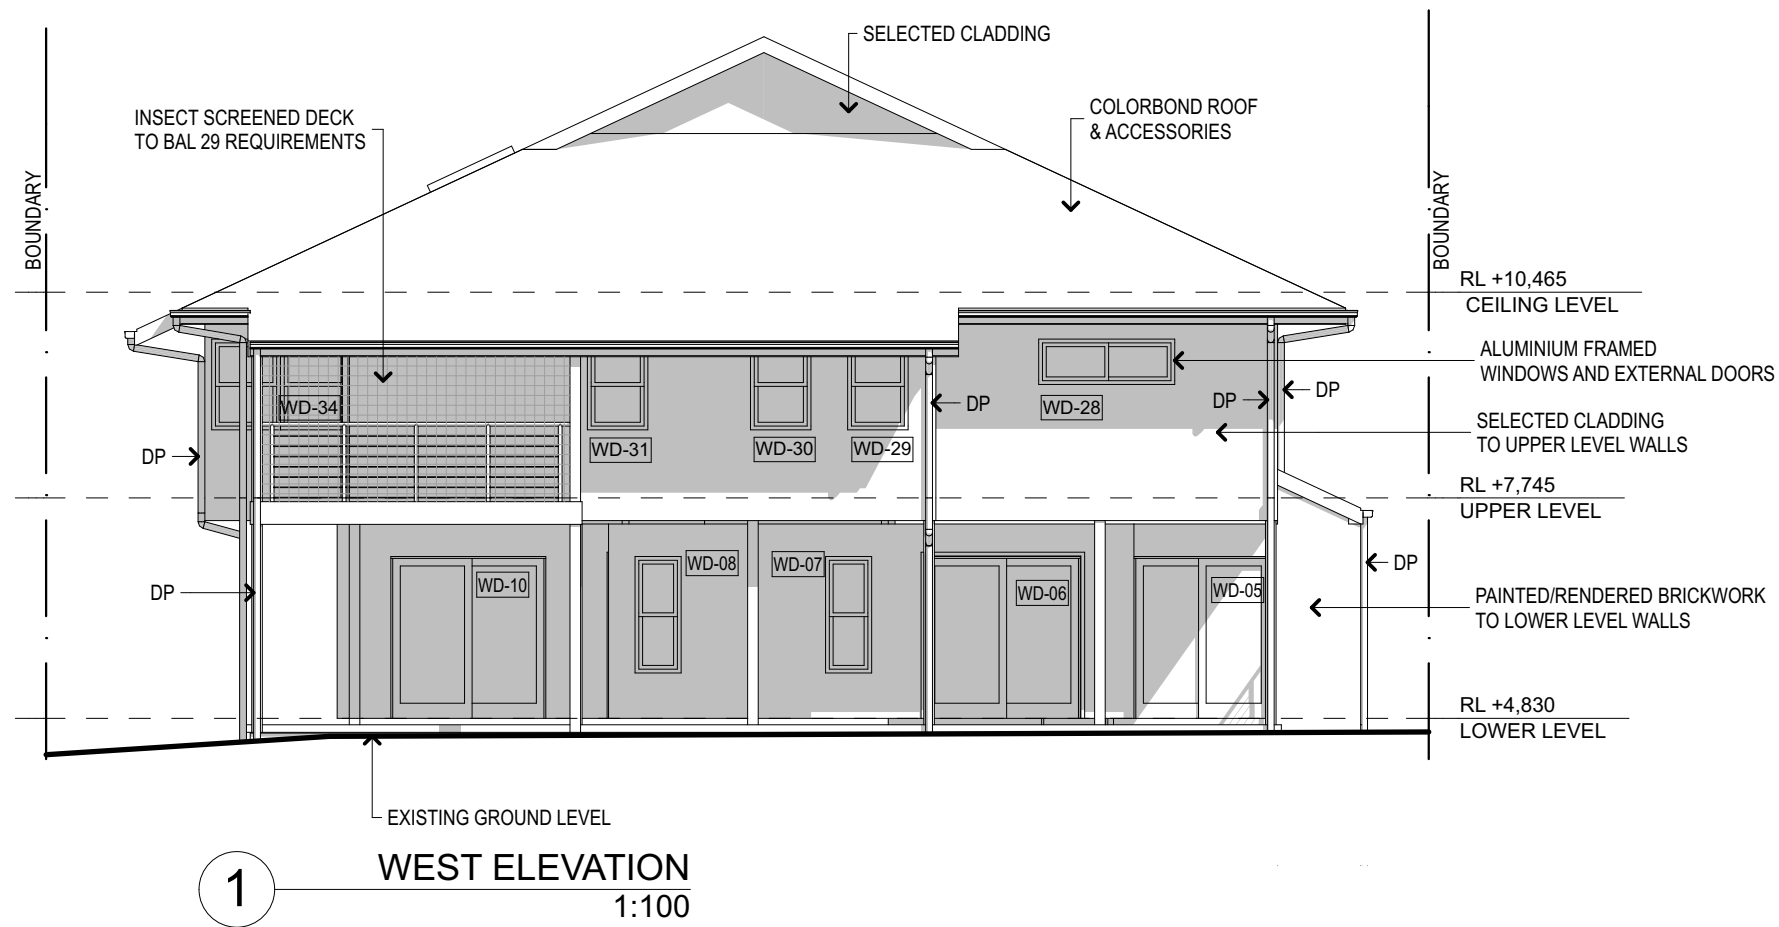 SELECTED CLADDING
INSECT SCREENED DECK
TO BAL 29 REQUIREMENTS
COLORBOND ROOF
& ACCESSORIES
BOUNDARY
BOUNDARY
RL +10,465
CEILING LEVEL
ALUMINIUM FRAMED
WINDOWS AND EXTERNAL DOORS
DP
DP
DP
WD-34
WD-28
SELECTED CLADDING
TO UPPER LEVEL WALLS
WD-31
WD-30
WD-29
DP
RL +7,745
UPPER LEVEL
WD-08
WD-07
DP
WD-10
WD-06
WD-05
DP
PAINTED/RENDERED BRICKWORK
TO LOWER LEVEL WALLS
RL +4,830
LOWER LEVEL
EXISTING GROUND LEVEL
1
WEST ELEVATION
1:100